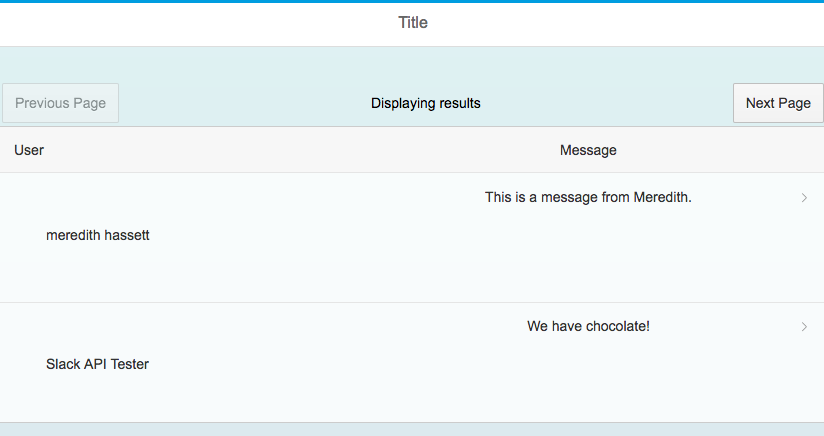 Title
Previous Page
Displaying results
Next Page
User
Message
This is a message from Meredith.
meredith hassett
We have chocolate!
Slack API Tester